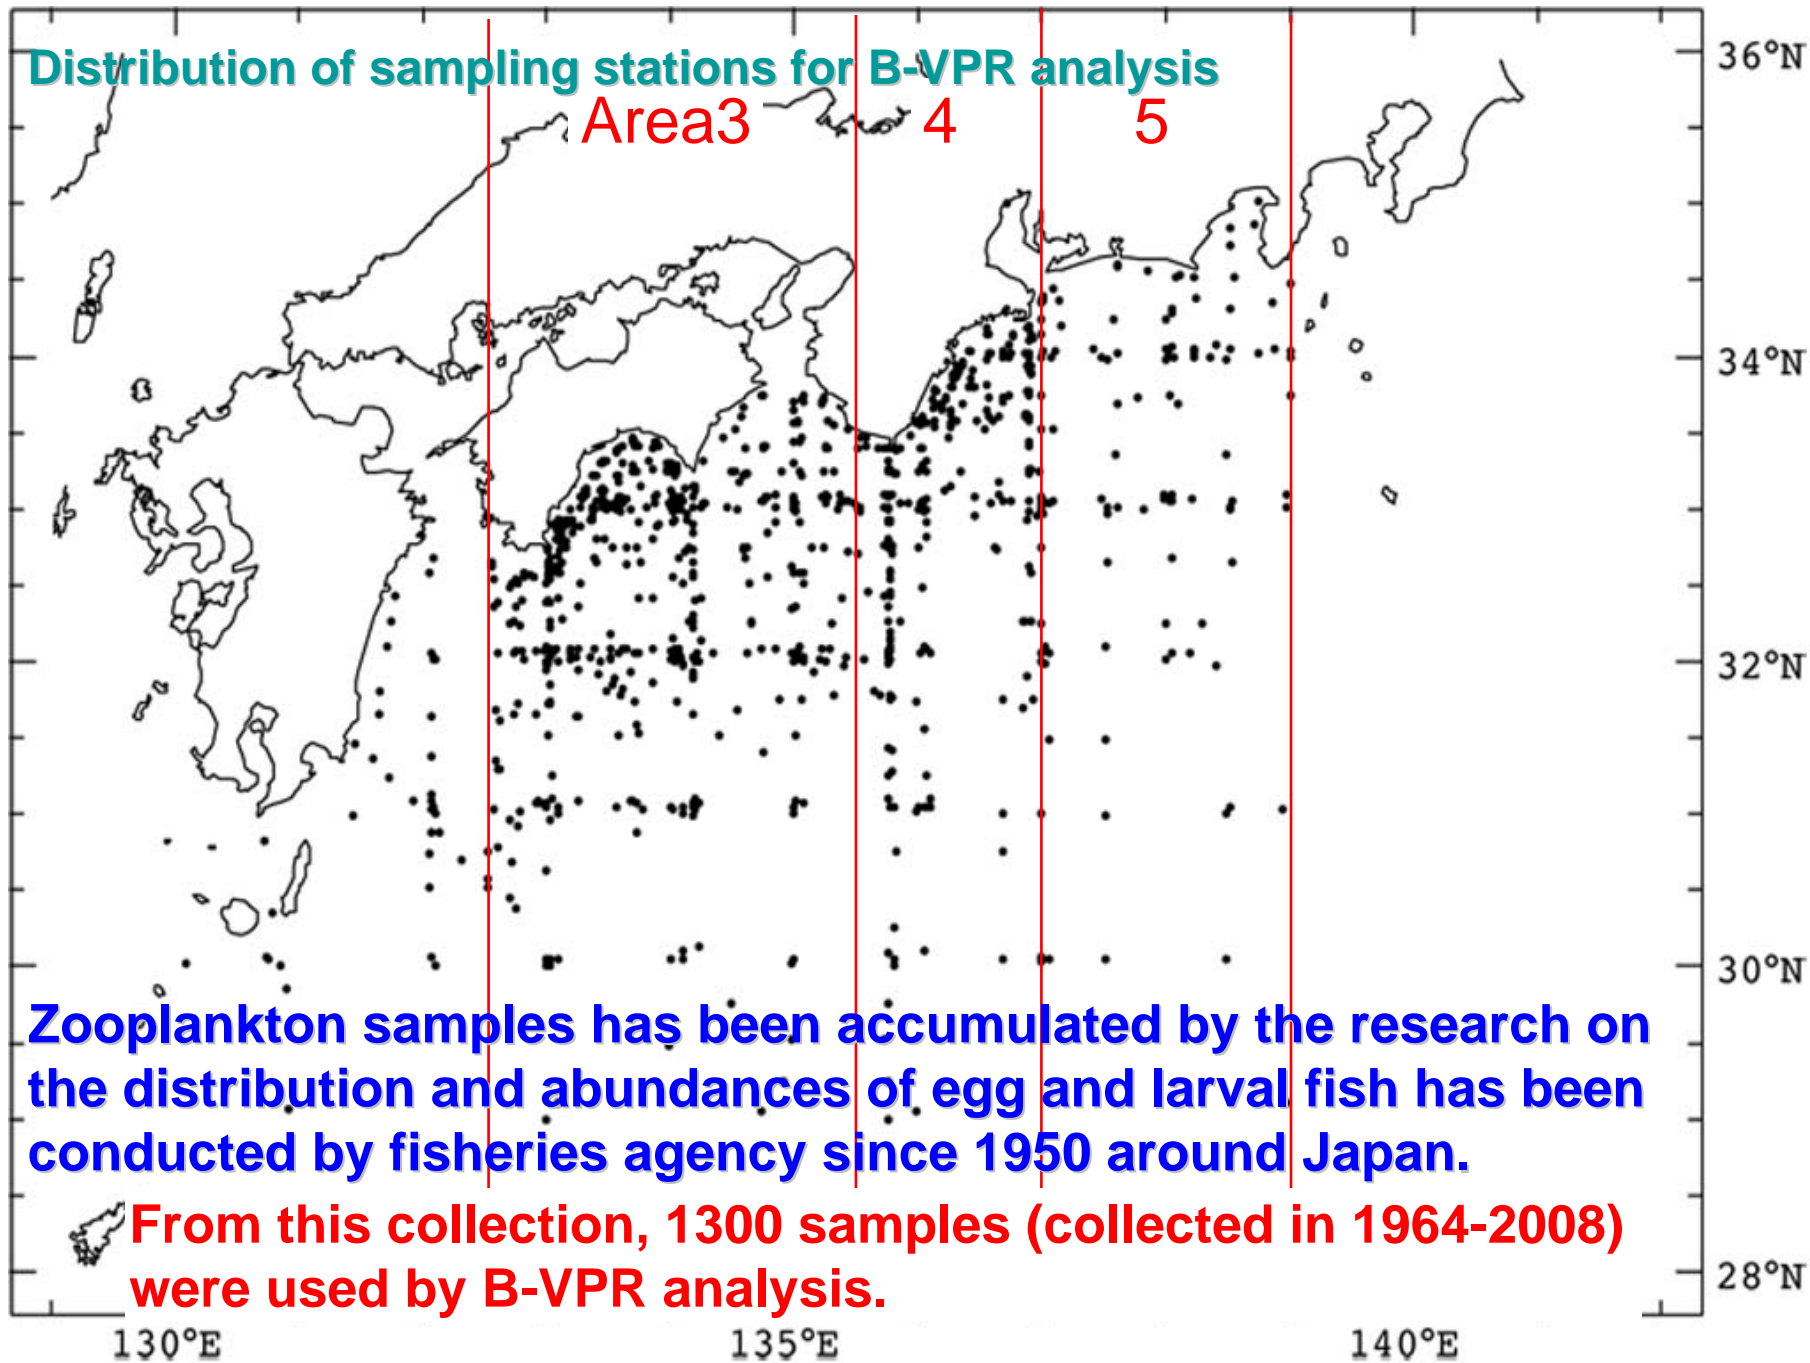 Distribution of sampling stations for B-VPR analysis
Area3 4 5
36°N
34°N
32°N
30°N
Zooplankton samples has been accumulated by the research on
the distribution and abundances of egg and larval fish has been
conducted by fisheries agency since 1950 around Japan.
From this collection, 1300 samples (collected in 1964-2008)
were used by B-VPR analysis.
28°N
130°E 135°E 140°E